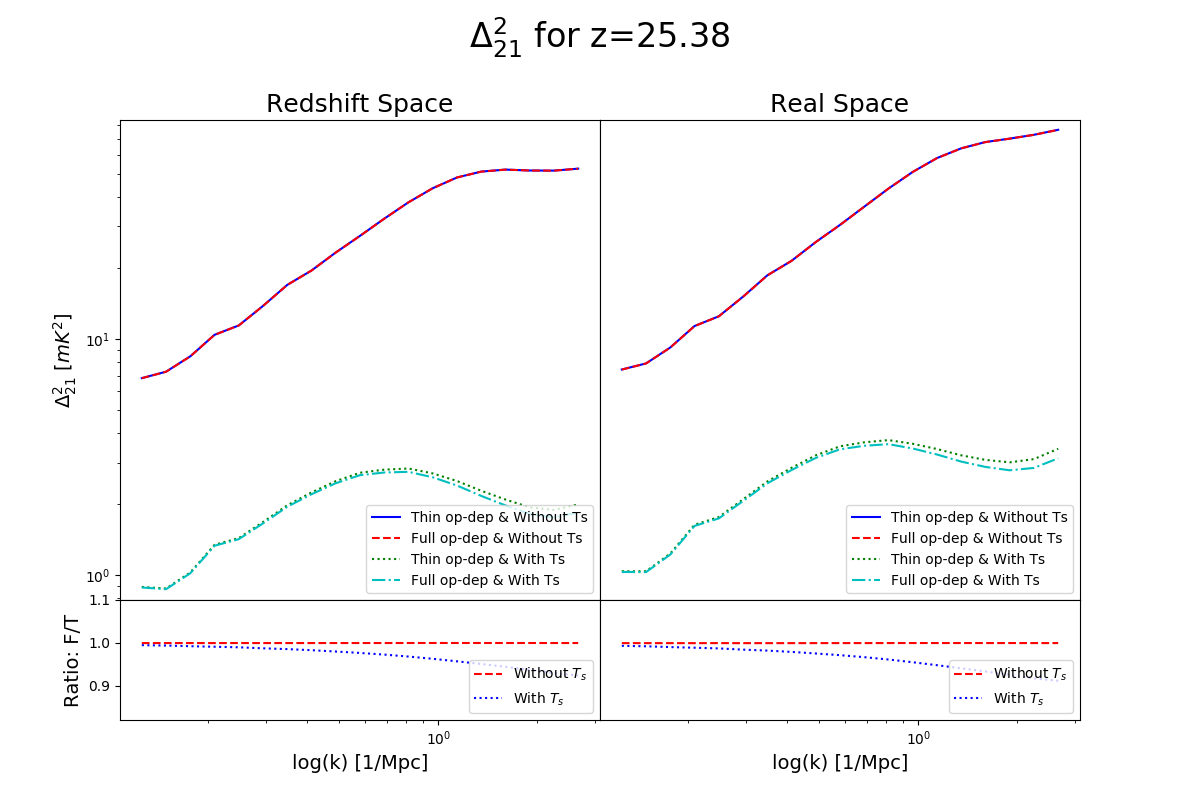 Δ²₂₁ for z=25.38
Redshift Space
Real Space
Δ²₂₁ [mK²]
10¹
10⁰
Thin op-dep & Without Ts
Full op-dep & Without Ts
Thin op-dep & With Ts
Full op-dep & With Ts
Thin op-dep & Without Ts
Full op-dep & Without Ts
Thin op-dep & With Ts
Full op-dep & With Ts
Ratio: F/T
1.1
1.0
0.9
Without Tₛ
With Tₛ
Without Tₛ
With Tₛ
10⁰
10⁰
log(k) [1/Mpc]
log(k) [1/Mpc]